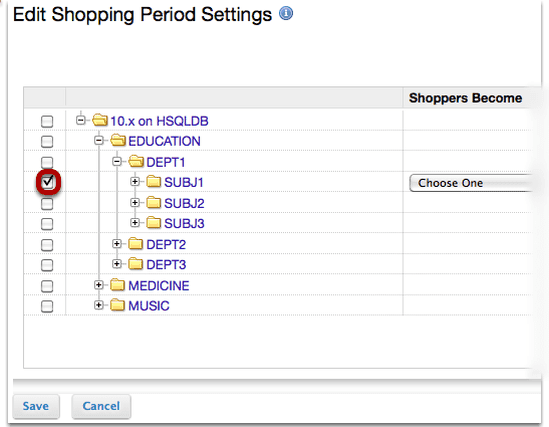 Edit Shopping Period Settings
Shoppers Become
10.x on HSQLDB
EDUCATION
DEPT1
SUBJ1 Choose One
SUBJ2
SUBJ3
DEPT2
DEPT3
MEDICINE
MUSIC
Save Cancel